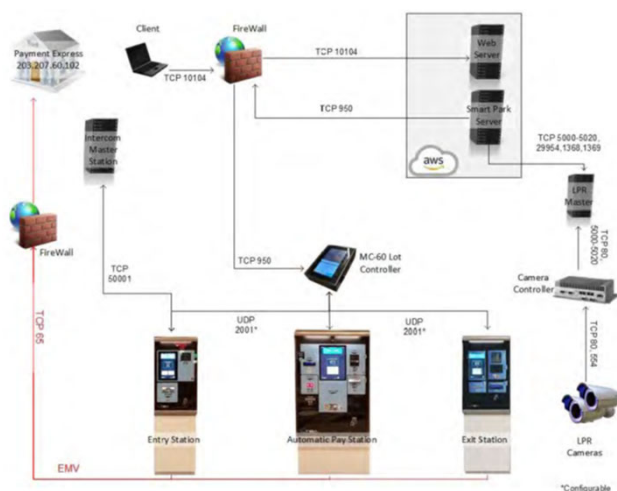 Payment Express
203.207.60.102
Client
FireWall
TCP 10104
TCP 10104
TCP 950
Web
Server
Smart Park
Server
aws
TCP 5000-5020,
29954,1368,1369
LPR
Master
Intercom
Master
Station
FireWall
TCP
50001
TCP 950
MC-60 Lot
Controller
TCP 80,
5000-5020
Camera
Controller
UDP
2001*
UDP
2001*
TCP 65
TCP 80, 554
Entry Station
Automatic Pay Station
Exit Station
LPR
Cameras
EMV
*Configurable